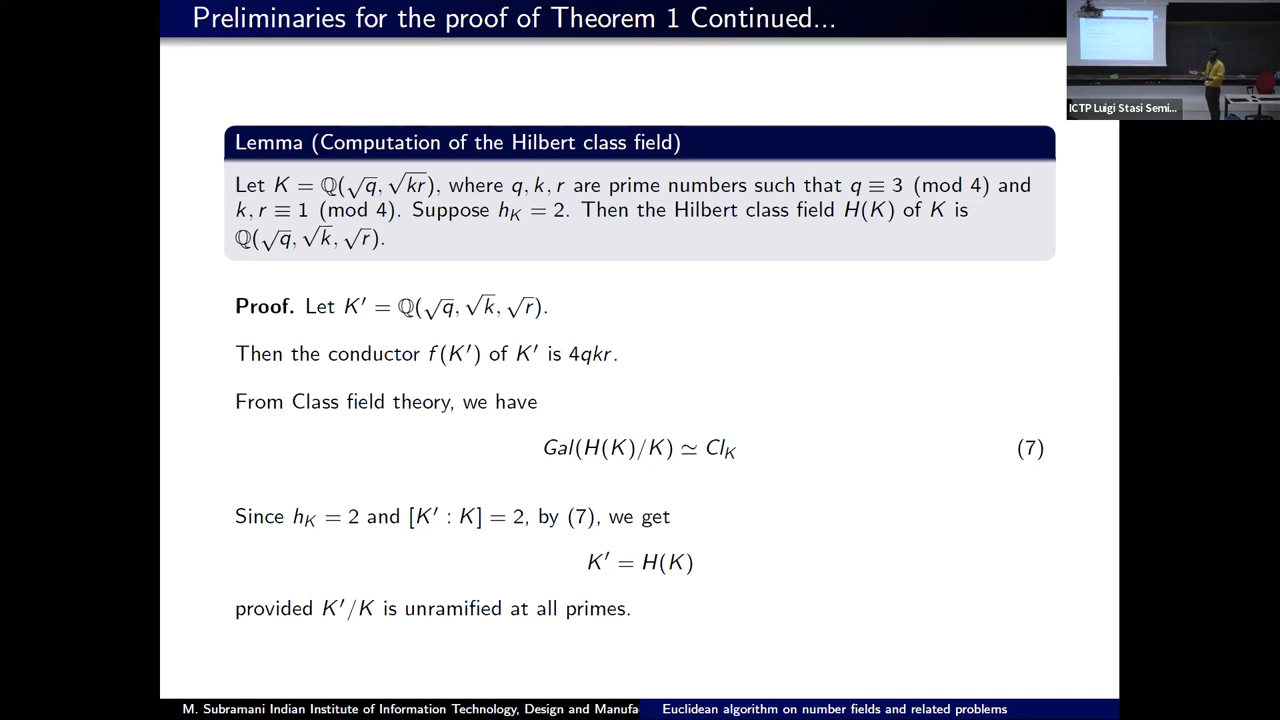 Preliminaries for the proof of Theorem 1 Continued...
ICTP Luigi Stasi Semi...
Lemma (Computation of the Hilbert class field)
Let K = ℚ(√q, √kr), where q, k, r are prime numbers such that q ≡ 3 (mod 4) and
k, r ≡ 1 (mod 4). Suppose h_K = 2. Then the Hilbert class field H(K) of K is
ℚ(√q, √k, √r).
Proof. Let K′ = ℚ(√q, √k, √r).
Then the conductor f(K′) of K′ is 4qkr.
From Class field theory, we have
Gal(H(K)/K) ≃ Cl_K (7)
Since h_K = 2 and [K′ : K] = 2, by (7), we get
K′ = H(K)
provided K′/K is unramified at all primes.
M. Subramani Indian Institute of Information Technology, Design and Manufa Euclidean algorithm on number fields and related problems